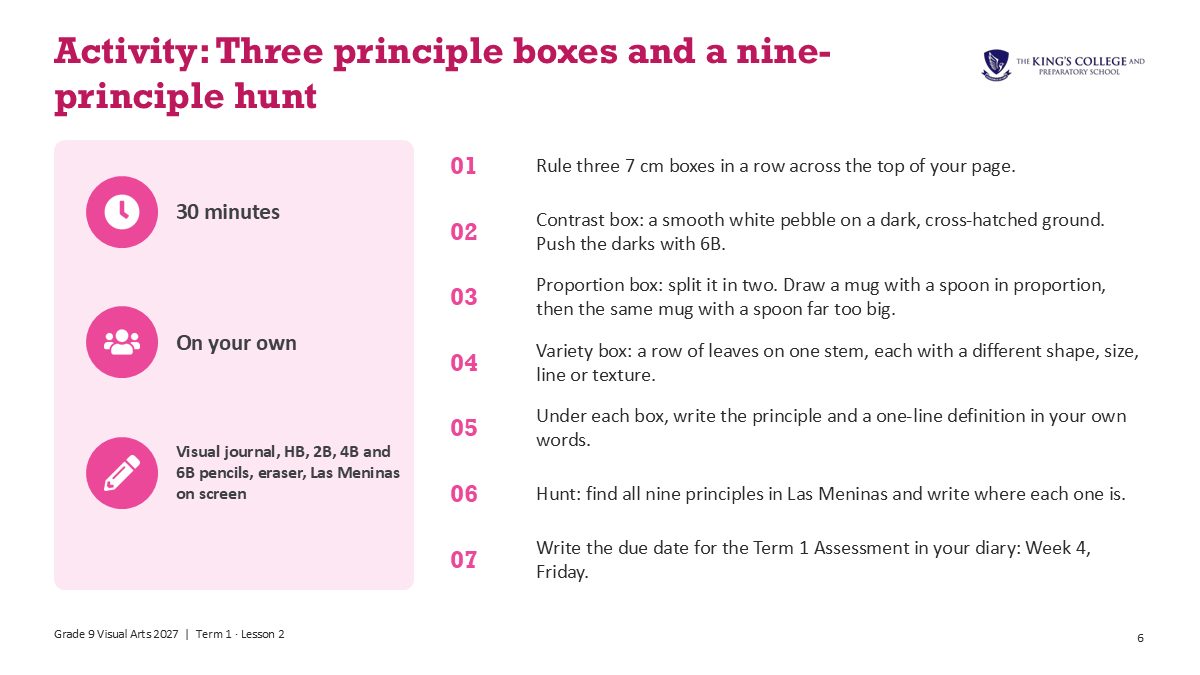 Activity: Three principle boxes and a nine-
principle hunt
THE KING'S COLLEGE AND
PREPARATORY SCHOOL
30 minutes
On your own
Visual journal, HB, 2B, 4B and
6B pencils, eraser, Las Meninas
on screen
01
Rule three 7 cm boxes in a row across the top of your page.
02
Contrast box: a smooth white pebble on a dark, cross-hatched ground.
Push the darks with 6B.
03
Proportion box: split it in two. Draw a mug with a spoon in proportion,
then the same mug with a spoon far too big.
04
Variety box: a row of leaves on one stem, each with a different shape, size,
line or texture.
05
Under each box, write the principle and a one-line definition in your own
words.
06
Hunt: find all nine principles in Las Meninas and write where each one is.
07
Write the due date for the Term 1 Assessment in your diary: Week 4,
Friday.
Grade 9 Visual Arts 2027 | Term 1 · Lesson 2
6